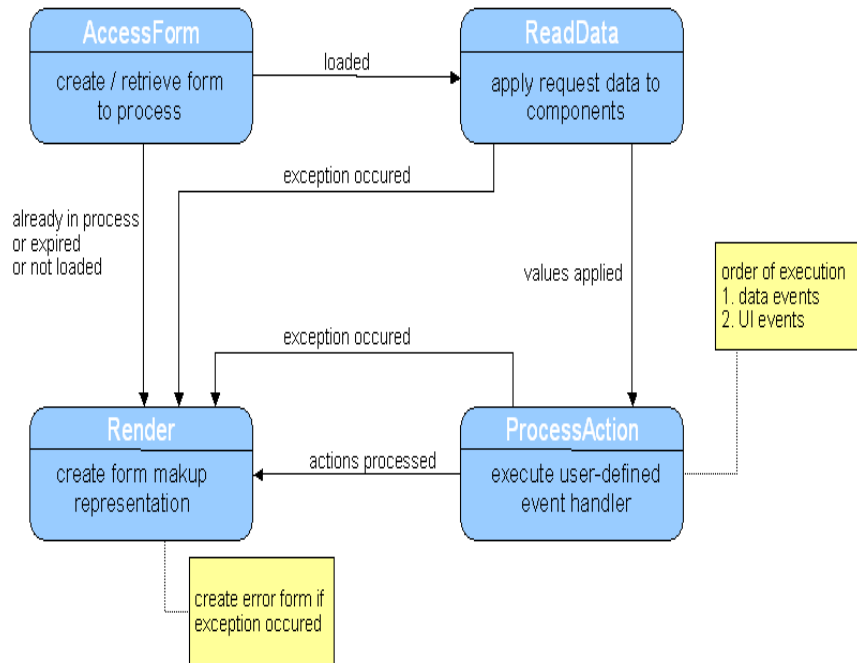 AccessForm
create / retrieve form
to process
loaded
ReadData
apply request data to
components
exception occured
already in process
or expired
or not loaded
values applied
order of execution
1. data events
2. UI events
exception occured
Render
create form makup
representation
actions processed
ProcessAction
execute user-defined
event handler
create error form if
exception occured